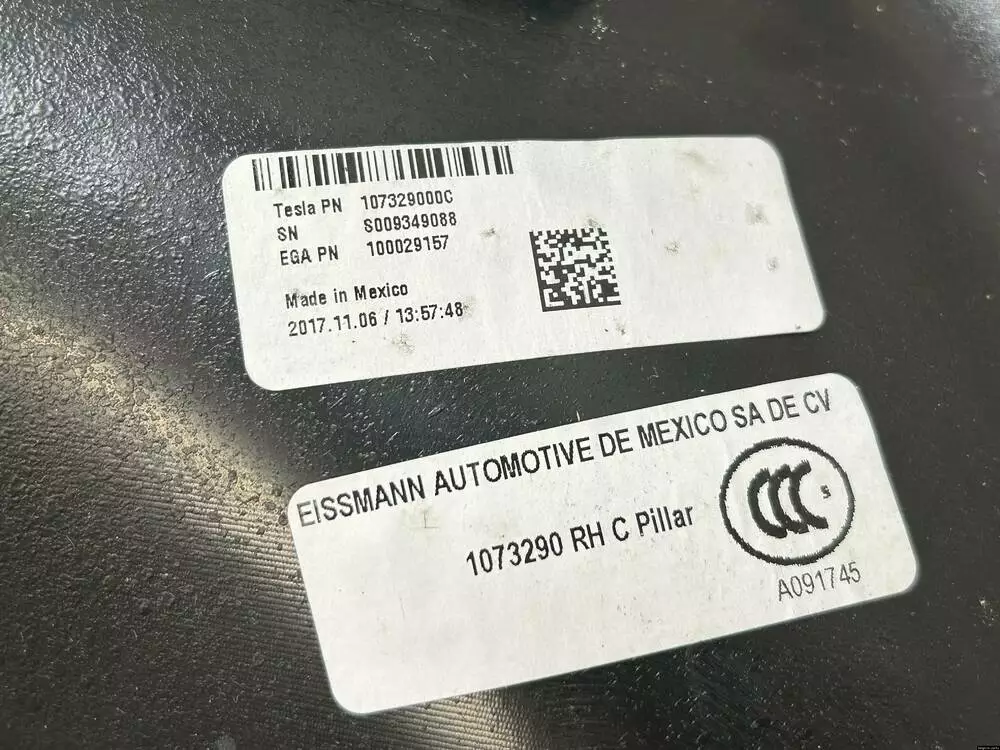 Tesla PN 107329000C
SN S009349088
EGA PN 100029157
Made in Mexico
2017.11.06 / 13:57:48
EISSMANN AUTOMOTIVE DE MEXICO SA DE CV
1073290 RH C Pillar
CCC S
A091745